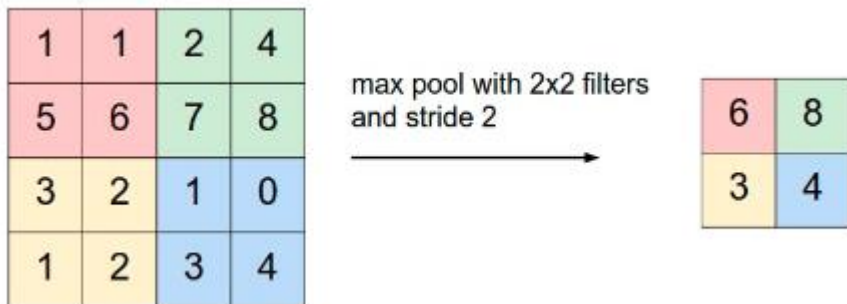 1 1 2 4
5 6 7 8
3 2 1 0
1 2 3 4
max pool with 2x2 filters
and stride 2
6 8
3 4